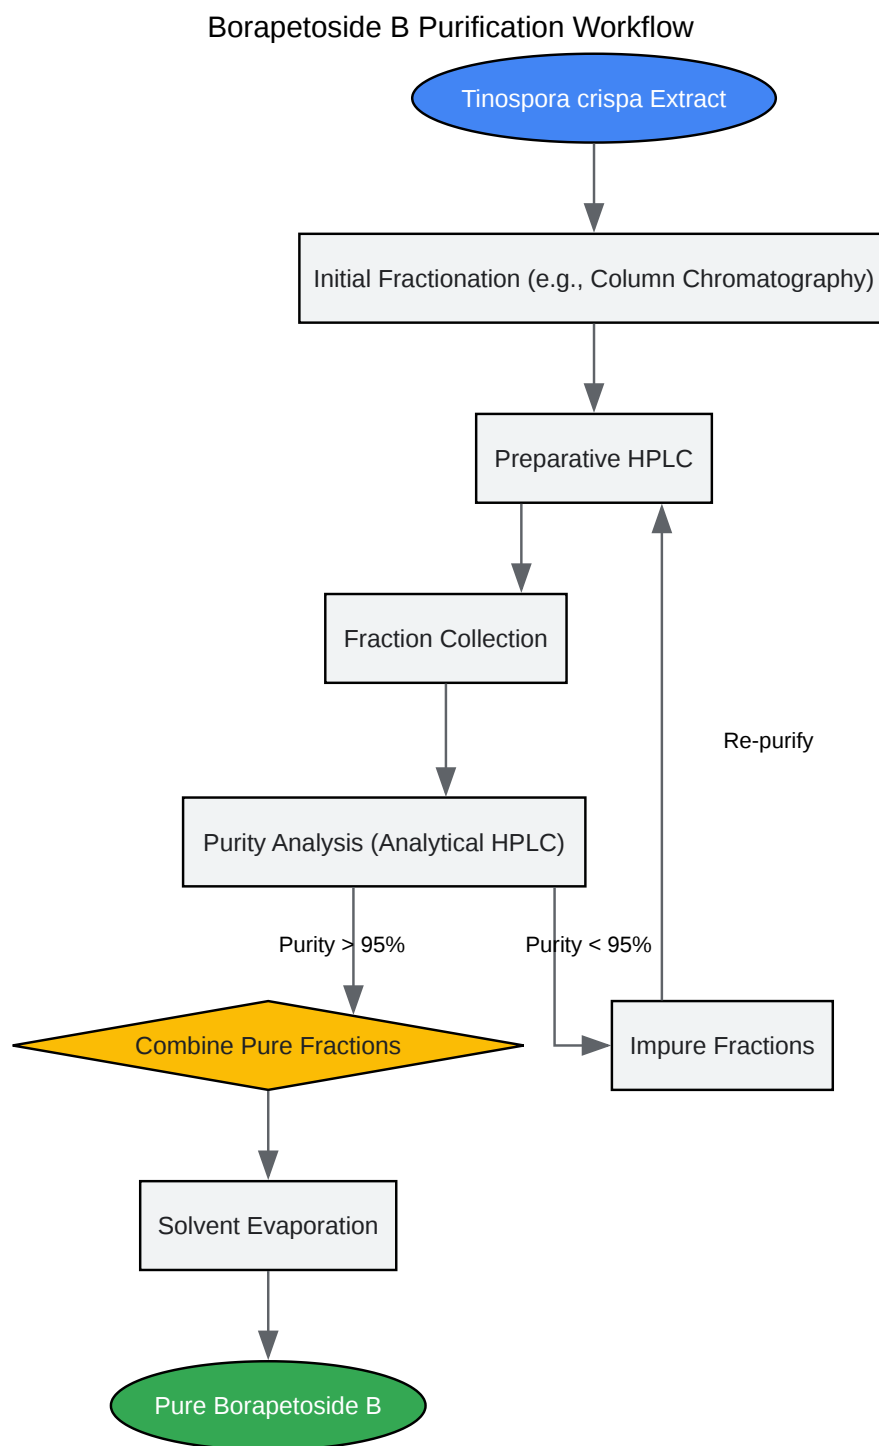 Borapetoside B Purification Workflow
Tinospora crispa Extract
Initial Fractionation (e.g., Column Chromatography)
Preparative HPLC
Fraction Collection
Re-purify
Purity Analysis (Analytical HPLC)
Purity > 95%
Purity < 95%
Combine Pure Fractions
Impure Fractions
Solvent Evaporation
Pure Borapetoside B